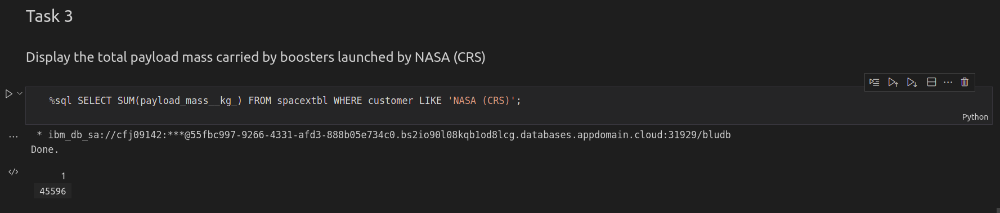 Task 3
Display the total payload mass carried by boosters launched by NASA (CRS)
%sql SELECT SUM(payload_mass__kg_) FROM spacextbl WHERE customer LIKE 'NASA (CRS)';
Python
* ibm_db_sa://cfj09142:***@55fbc997-9266-4331-afd3-888b05e734c0.bs2io90l08kqb1od8lcg.databases.appdomain.cloud:31929/bludb
Done.
1
45596